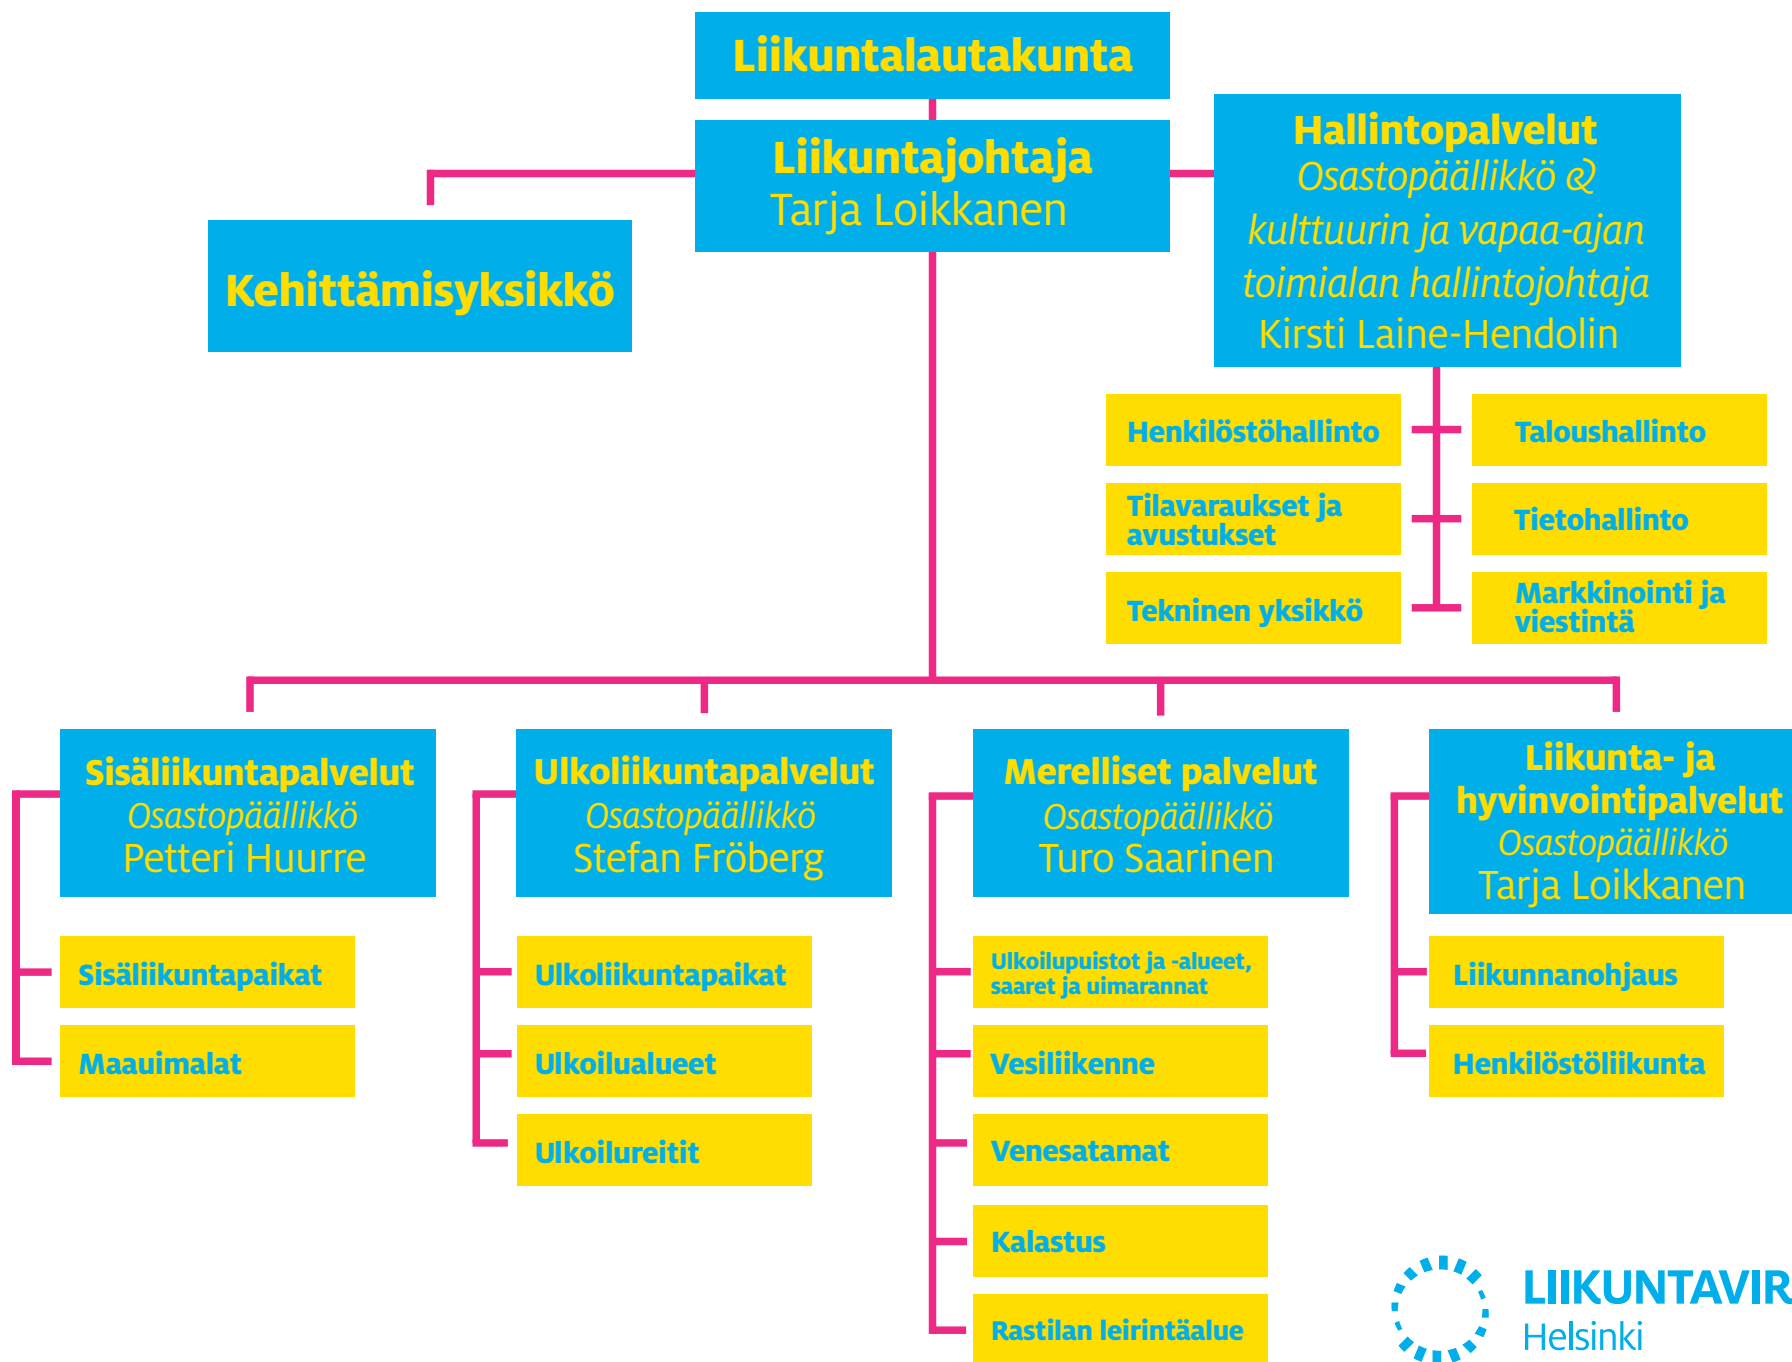 Liikuntalautakunta
Liikuntajohtaja
Tarja Loikkanen
Hallintopalvelut
Osastopäällikkö &
kulttuurin ja vapaa-ajan
toimialan hallintojohtaja
Kirsti Laine-Hendolin
Kehittämisyksikkö
Henkilöstöhallinto
Taloushallinto
Tilavaraukset ja
avustukset
Tietohallinto
Tekninen yksikkö
Markkinointi ja
viestintä
Sisäliikuntapalvelut
Osastopäällikkö
Petteri Huurre
Sisäliikuntapaikat
Maauimalat
Ulkoliikuntapalvelut
Osastopäällikkö
Stefan Fröberg
Ulkoliikuntapaikat
Ulkoilualueet
Ulkoilureitit
Merelliset palvelut
Osastopäällikkö
Turo Saarinen
Ulkoilupuistot ja -alueet,
saaret ja uimarannat
Vesiliikenne
Venesatamat
Kalastus
Rastilan leirintäalue
Liikunta- ja
hyvinvointipalvelut
Osastopäällikkö
Tarja Loikkanen
Liikunnanohjaus
Henkilöstöliikunta
LIIKUNTAVIR
Helsinki